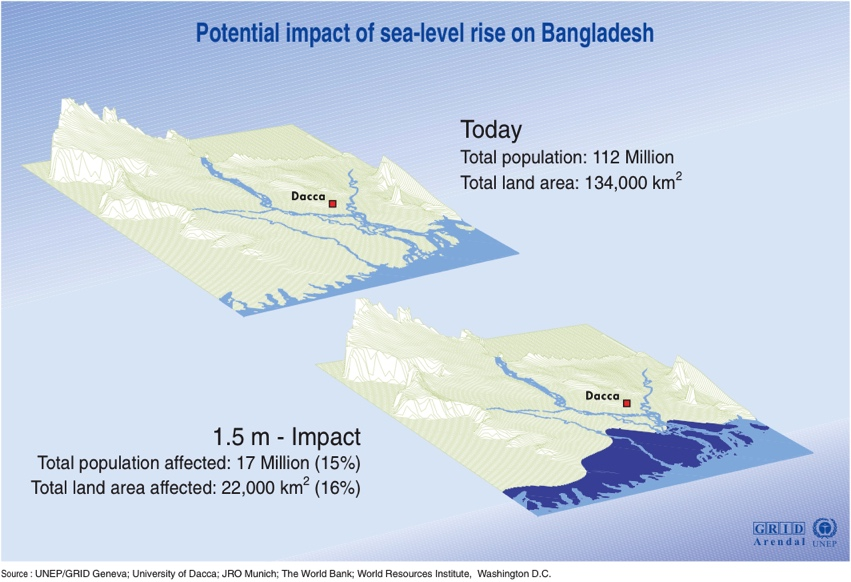 Potential impact of sea-level rise on Bangladesh
Today
Total population: 112 Million
Total land area: 134,000 km²
Dacca
Dacca
1.5 m - Impact
Total population affected: 17 Million (15%)
Total land area affected: 22,000 km² (16%)
GRID
Arendal
UNEP
Source : UNEP/GRID Geneva; University of Dacca; JRO Munich; The World Bank; World Resources Institute, Washington D.C.